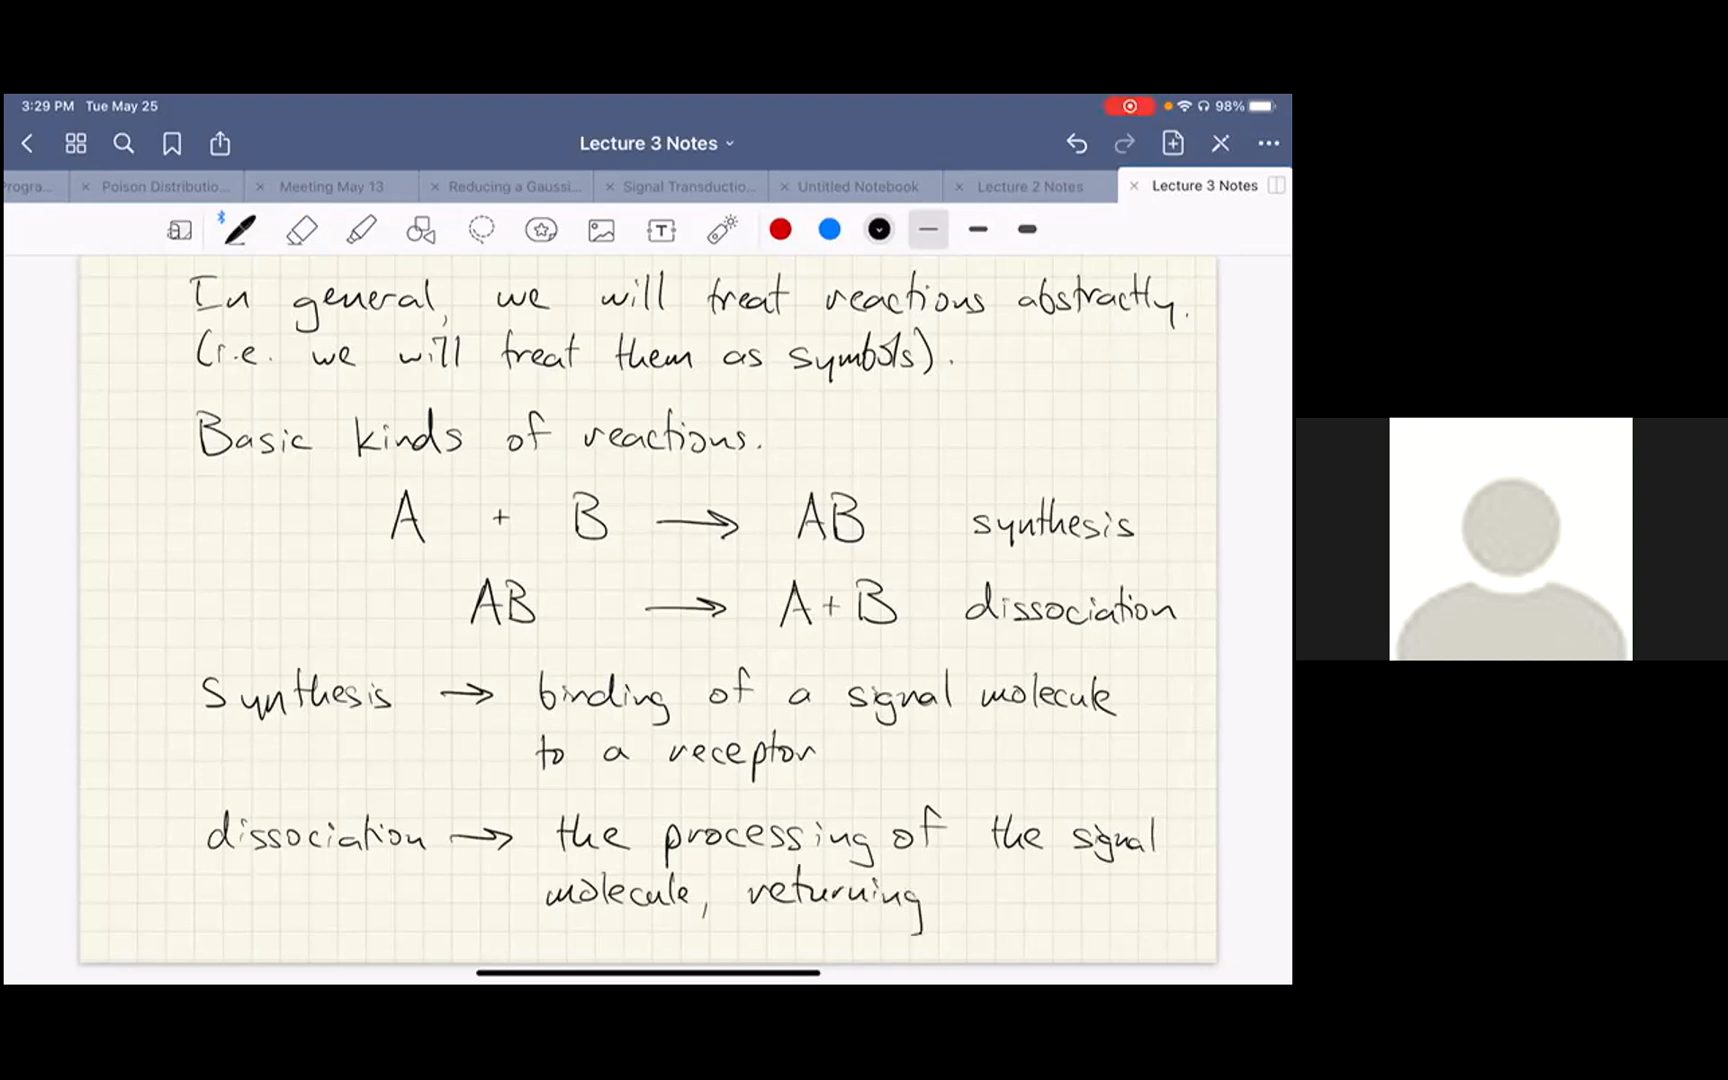 3:29 PM Tue May 25 98%
Lecture 3 Notes
Progra... Poison Distributio... Meeting May 13 Reducing a Gaussi... Signal Transductio... Untitled Notebook Lecture 2 Notes Lecture 3 Notes
In general, we will treat reactions abstractly.
(i.e. we will treat them as symbols).
Basic kinds of reactions.
A + B → AB synthesis
AB → A + B dissociation
Synthesis → binding of a signal molecule
to a receptor
dissociation → the processing of the signal
molecule, returning